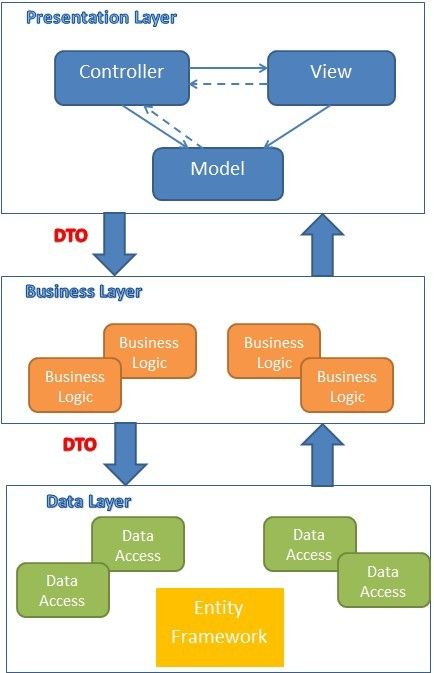 Presentation Layer
Controller
View
Model
DTO
Business Layer
Business
Logic
Business
Logic
Business
Logic
Business
Logic
DTO
Data Layer
Data
Access
Data
Access
Data
Access
Data
Access
Entity
Framework